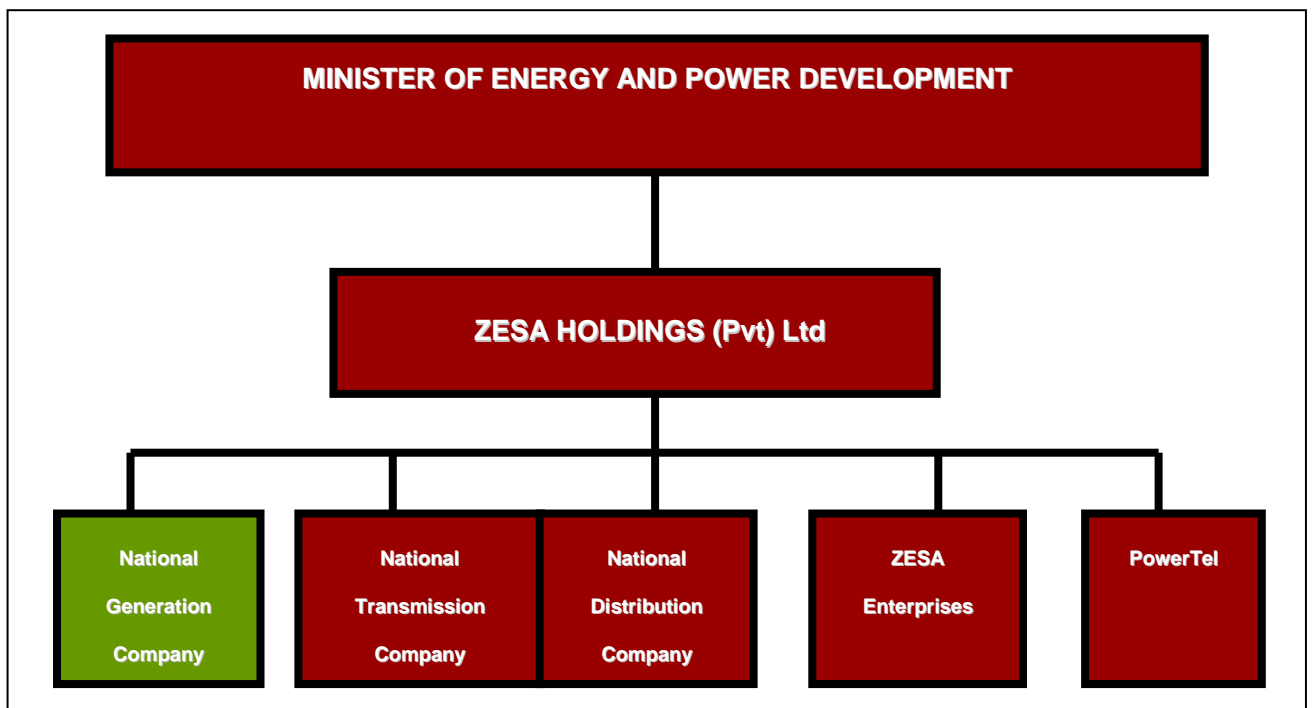 MINISTER OF ENERGY AND POWER DEVELOPMENT
ZESA HOLDINGS (Pvt) Ltd
National
Generation
Company
National
Transmission
Company
National
Distribution
Company
ZESA
Enterprises
PowerTel